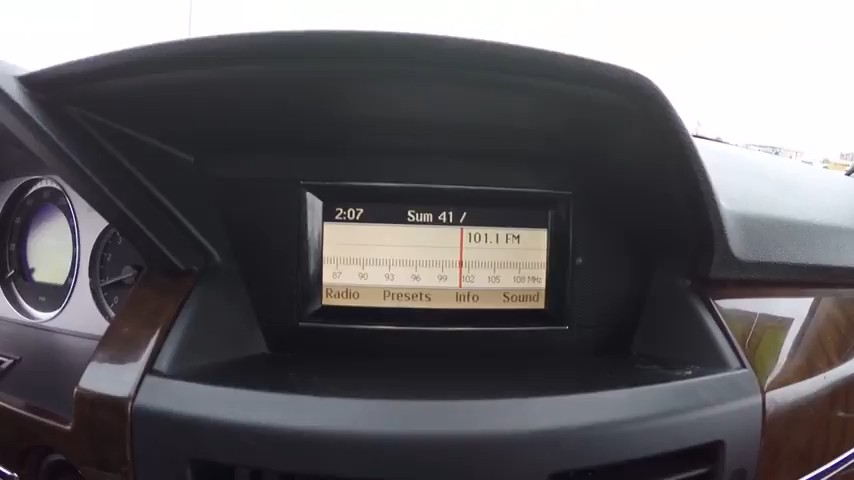 2:07 Sum 41 /
101.1 FM
87 90 93 96 99 102 105 108 MHz
Radio Presets Info Sound